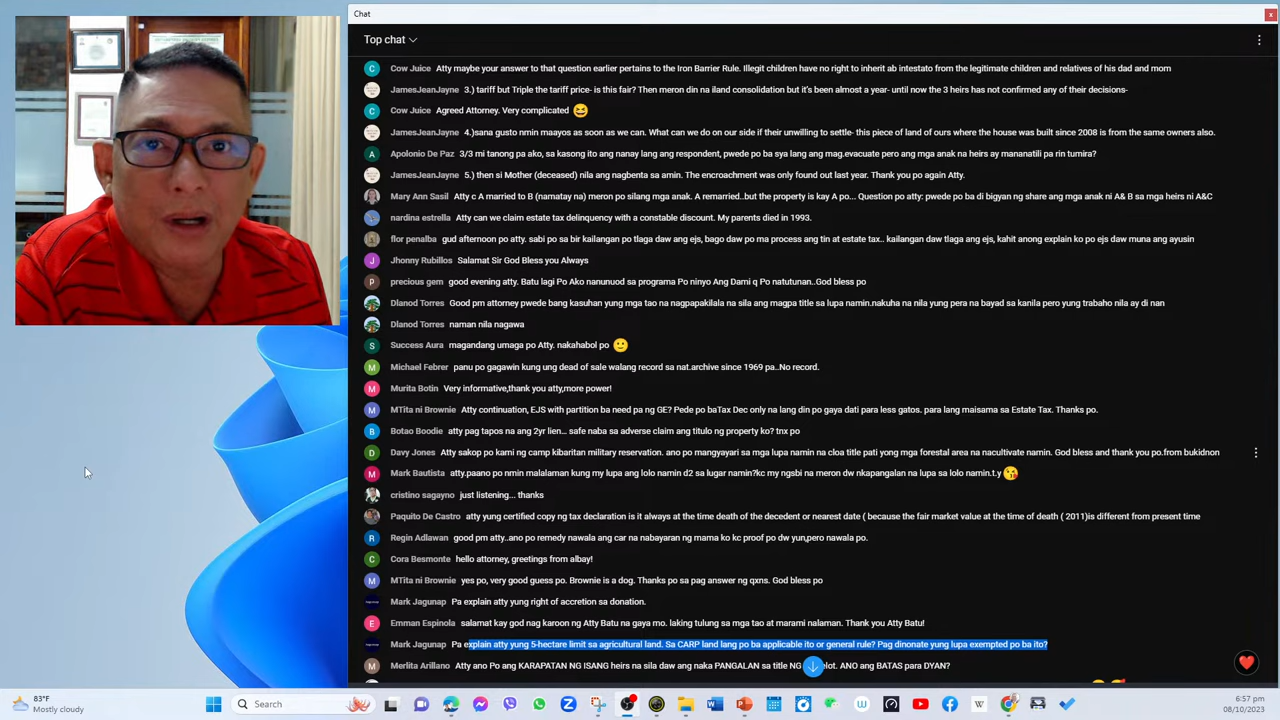 Chat
Top chat
Cow Juice Atty maybe your answer to that question earlier pertains to the Iron Barrier Rule. Illegit children have no right to inherit ab intestato from the legitimate children and relatives of his dad and mom
JamesJeanJayne 3.) tariff but Triple the tariff price- is this fair? Then meron din na iland consolidation but it's been almost a year- until now the 3 heirs has not confirmed any of their decisions-
Cow Juice Agreed Attorney. Very complicated 😆
JamesJeanJayne 4.)sana gusto nmin maayos as soon as we can. What can we do on our side if their unwilling to settle- this piece of land of ours where the house was built since 2008 is from the same owners also.
Apolonio De Paz 3/3 mi tanong pa ako, sa kasong ito ang nanay lang ang respondent, pwede po ba sya lang ang mag.evacuate pero ang mga anak na heirs ay mananatili pa rin tumira?
JamesJeanJayne 5.) then si Mother (deceased) nila ang nagbenta sa amin. The encroachment was only found out last year. Thank you po again Atty.
Mary Ann Sasil Atty c A married to B (namatay na) meron po silang mga anak. A remarried..but the property is kay A po... Question po atty: pwede po ba di bigyan ng share ang mga anak ni A& B sa mga heirs ni A&C
nardina estrella Atty can we claim estate tax delinquency with a constable discount. My parents died in 1993.
flor penalba gud afternoon po atty. sabi po sa bir kailangan po tlaga daw ang ejs, bago daw po ma process ang tin at estate tax.. kailangan daw tlaga ang ejs, kahit anong explain ko po ejs daw muna ang ayusin
Jhonny Rubillos Salamat Sir God Bless you Always
precious gem good evening atty. Batu lagi Po Ako nanunuod sa programa Po ninyo Ang Dami q Po natutunan..God bless po
Dlanod Torres Good pm attorney pwede bang kasuhan yung mga tao na nagpapakilala na sila ang magpa title sa lupa namin.nakuha na nila yung pera na bayad sa kanila pero yung trabaho nila ay di nan
Dlanod Torres naman nila nagawa
Success Aura magandang umaga po Atty. nakahabol po 🙂
Michael Febrer panu po gagawin kung ung dead of sale walang record sa nat.archive since 1969 pa..No record.
Murita Botin Very informative,thank you atty,more power!
MTita ni Brownie Atty continuation, EJS with partition ba need pa ng GE? Pede po baTax Dec only na lang din po gaya dati para less gatos. para lang maisama sa Estate Tax. Thanks po.
Botao Boodie atty pag tapos na ang 2yr lien... safe naba sa adverse claim ang titulo ng property ko? tnx po
Davy Jones Atty sakop po kami ng camp kibaritan military reservation. ano po mangyayari sa mga lupa namin na cloa title pati yong mga forestal area na nacultivate namin. God bless and thank you po.from bukidnon
Mark Bautista atty.paano po nmin malalaman kung my lupa ang lolo namin d2 sa lugar namin?kc my ngsbi na meron dw nkapangalan na lupa sa lolo namin.t.y 😘
cristino sagayno just listening... thanks
Paquito De Castro atty yung certified copy ng tax declaration is it always at the time death of the decedent or nearest date ( because the fair market value at the time of death ( 2011)is different from present time
Regin Adlawan good pm atty..ano po remedy nawala ang car na nabayaran ng mama ko kc proof po dw yun,pero nawala po.
Cora Besmonte hello attorney, greetings from albay!
MTita ni Brownie yes po, very good guess po. Brownie is a dog. Thanks po sa pag answer ng qxns. God bless po
Mark Jagunap Pa explain atty yung right of accretion sa donation.
Emman Espinola salamat kay god nag karoon ng Atty Batu na gaya mo. laking tulung sa mga tao at marami nalaman. Thank you Atty Batu!
Mark Jagunap Pa explain atty yung 5-hectare limit sa agricultural land. Sa CARP land lang po ba applicable ito or general rule? Pag dinonate yung lupa exempted po ba ito?
Merlita Arillano Atty ano Po ang KARAPATAN NG ISANG heirs na sila daw ang naka PANGALAN sa title NG elot. ANO ang BATAS para DYAN?
83°F
Mostly cloudy
Search
6:57 pm
08/10/2023